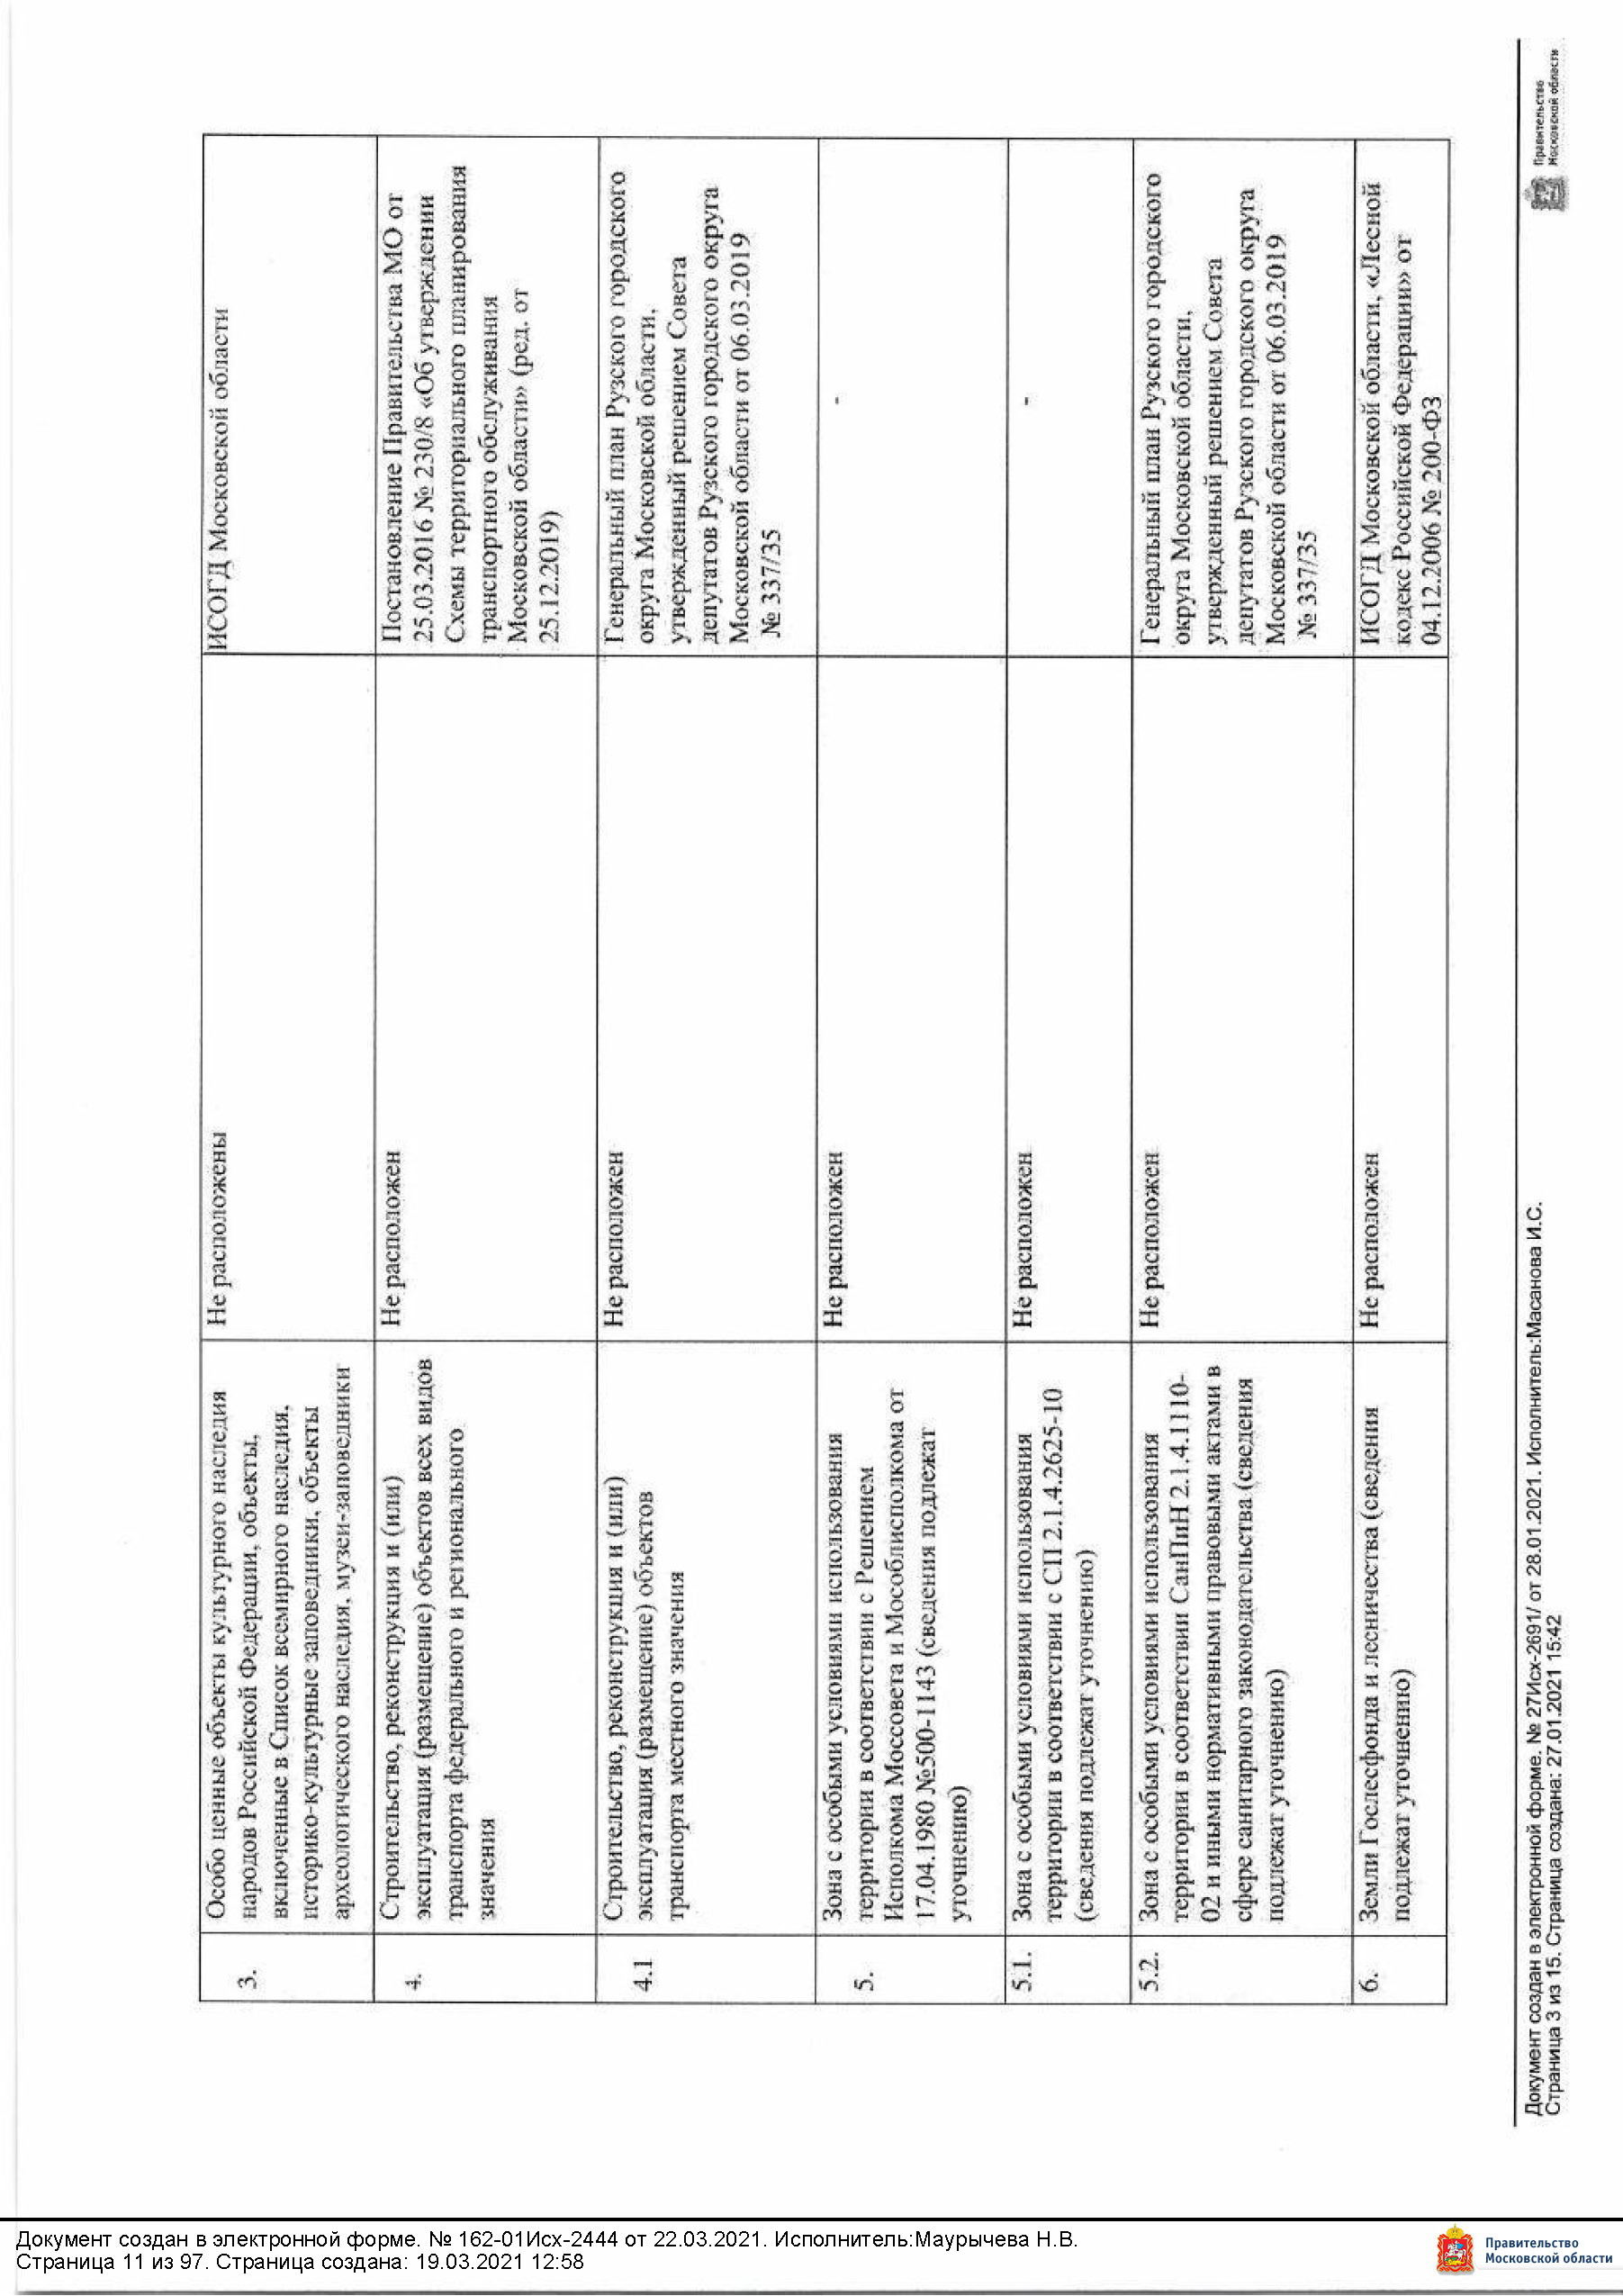 3.
Особо ценные объекты культурного наследия
народов Российской Федерации, объекты,
включенные в Список всемирного наследия,
историко-культурные заповедники, объекты
археологического наследия, музеи-заповедники
Не расположены
ИСОГД Московской области
4.
Строительство, реконструкция и (или)
эксплуатация (размещение) объектов всех видов
транспорта федерального и регионального
значения
Не расположен
Постановление Правительства МО от
25.03.2016 № 230/8 «Об утверждении
Схемы территориального планирования
транспортного обслуживания
Московской области» (ред. от
25.12.2019)
4.1
Строительство, реконструкция и (или)
эксплуатация (размещение) объектов
транспорта местного значения
Не расположен
Генеральный план Рузского городского
округа Московской области,
утвержденный решением Совета
депутатов Рузского городского округа
Московской области от 06.03.2019
№ 337/35
5.
Зона с особыми условиями использования
территории в соответствии с Решением
Исполкома Моссовета и Мособлисполкома от
17.04.1980 №500-1143 (сведения подлежат
уточнению)
Не расположен
-
5.1.
Зона с особыми условиями использования
территории в соответствии с СП 2.1.4.2625-10
(сведения подлежат уточнению)
Не расположен
-
5.2.
Зона с особыми условиями использования
территории в соответствии СанПиН 2.1.4.1110-
02 и иными нормативными правовыми актами в
сфере санитарного законодательства (сведения
подлежат уточнению)
Не расположен
Генеральный план Рузского городского
округа Московской области,
утвержденный решением Совета
депутатов Рузского городского округа
Московской области от 06.03.2019
№ 337/35
6.
Земли Гослесфонда и лесничества (сведения
подлежат уточнению)
Не расположен
ИСОГД Московской области, «Лесной
кодекс Российской Федерации» от
04.12.2006 № 200-ФЗ
Документ создан в электронной форме. № 27Исх-2691/ от 28.01.2021. Исполнитель:Масанова И.С.
Страница 3 из 15. Страница создана: 27.01.2021 15:42
Правительство
Московской области
Документ создан в электронной форме. № 162-01Исх-2444 от 22.03.2021. Исполнитель:Маурычева Н.В.
Страница 11 из 97. Страница создана: 19.03.2021 12:58
Правительство
Московской области